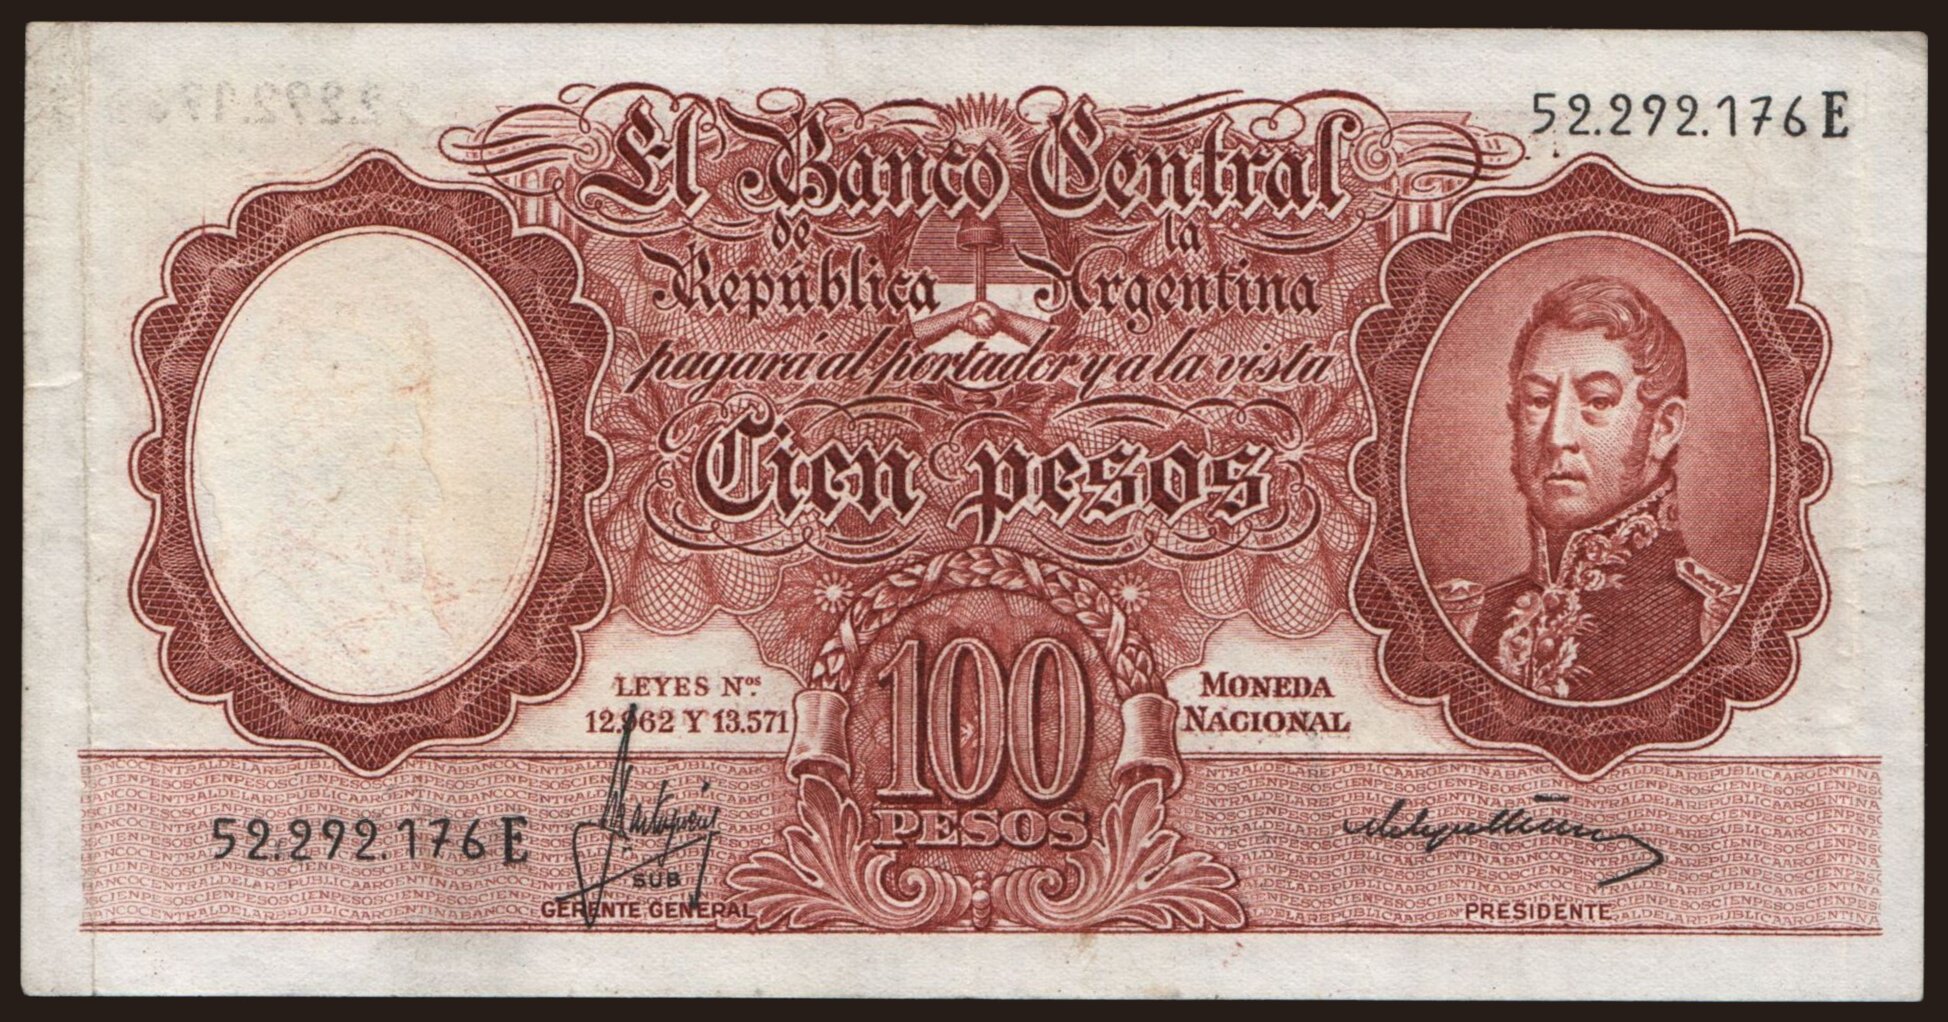 52.292.176 E
El Banco Central
de la
República Argentina
pagará al portador y a la vista
Cien pesos
LEYES Nos.
12.962 Y 13.571
100
PESOS
MONEDA
NACIONAL
52.292.176 E
SUB
GERENTE GENERAL
PRESIDENTE